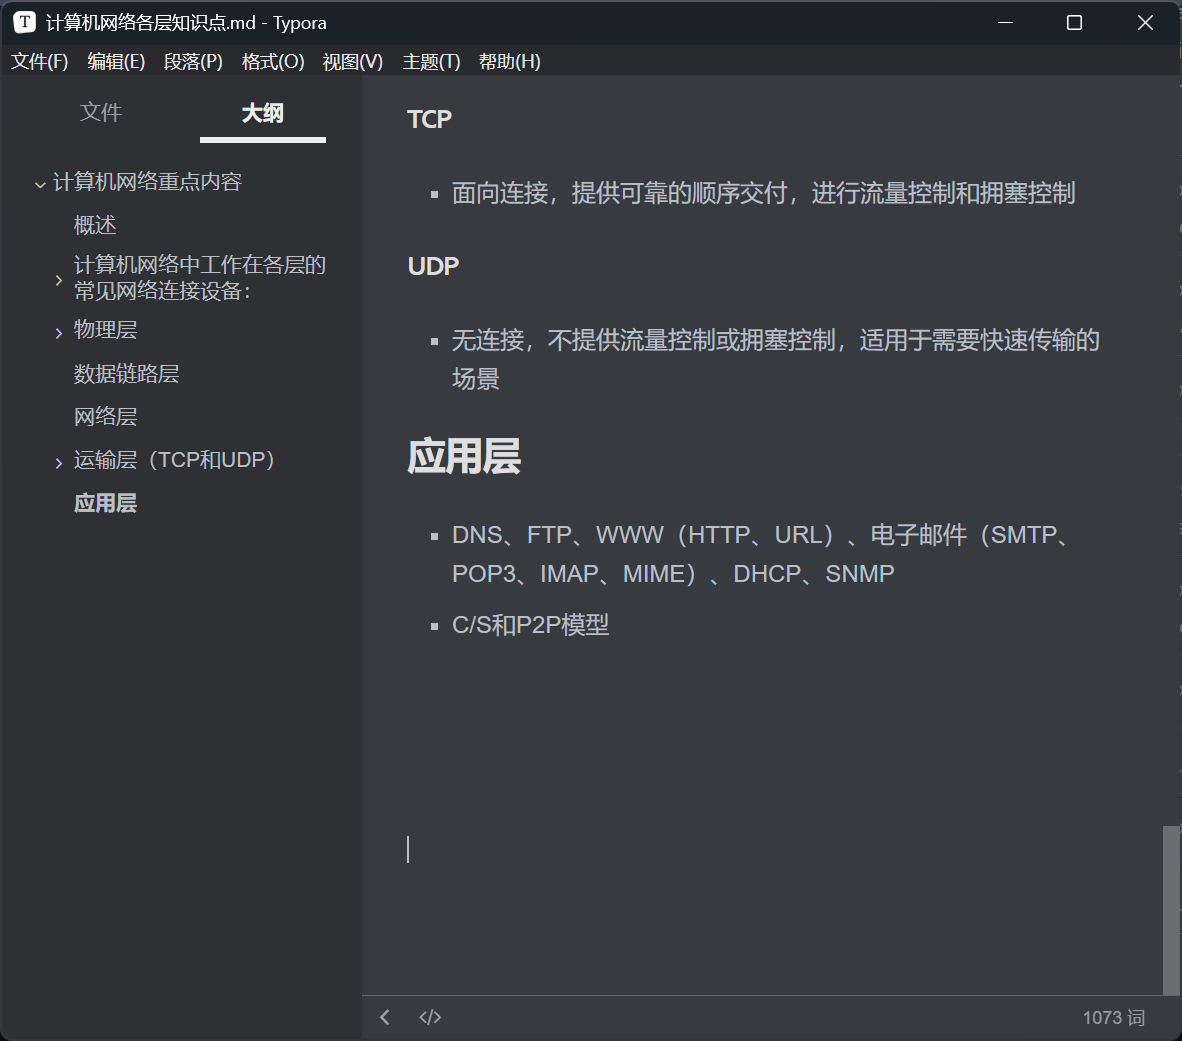 计算机网络各层知识点.md - Typora
文件(F) 编辑(E) 段落(P) 格式(O) 视图(V) 主题(T) 帮助(H)
文件 大纲
计算机网络重点内容
概述
计算机网络中工作在各层的
常见网络连接设备：
物理层
数据链路层
网络层
运输层（TCP和UDP）
应用层
TCP
面向连接，提供可靠的顺序交付，进行流量控制和拥塞控制
UDP
无连接，不提供流量控制或拥塞控制，适用于需要快速传输的
场景
应用层
DNS、FTP、WWW（HTTP、URL）、电子邮件（SMTP、
POP3、IMAP、MIME）、DHCP、SNMP
C/S和P2P模型
</> 1073 词